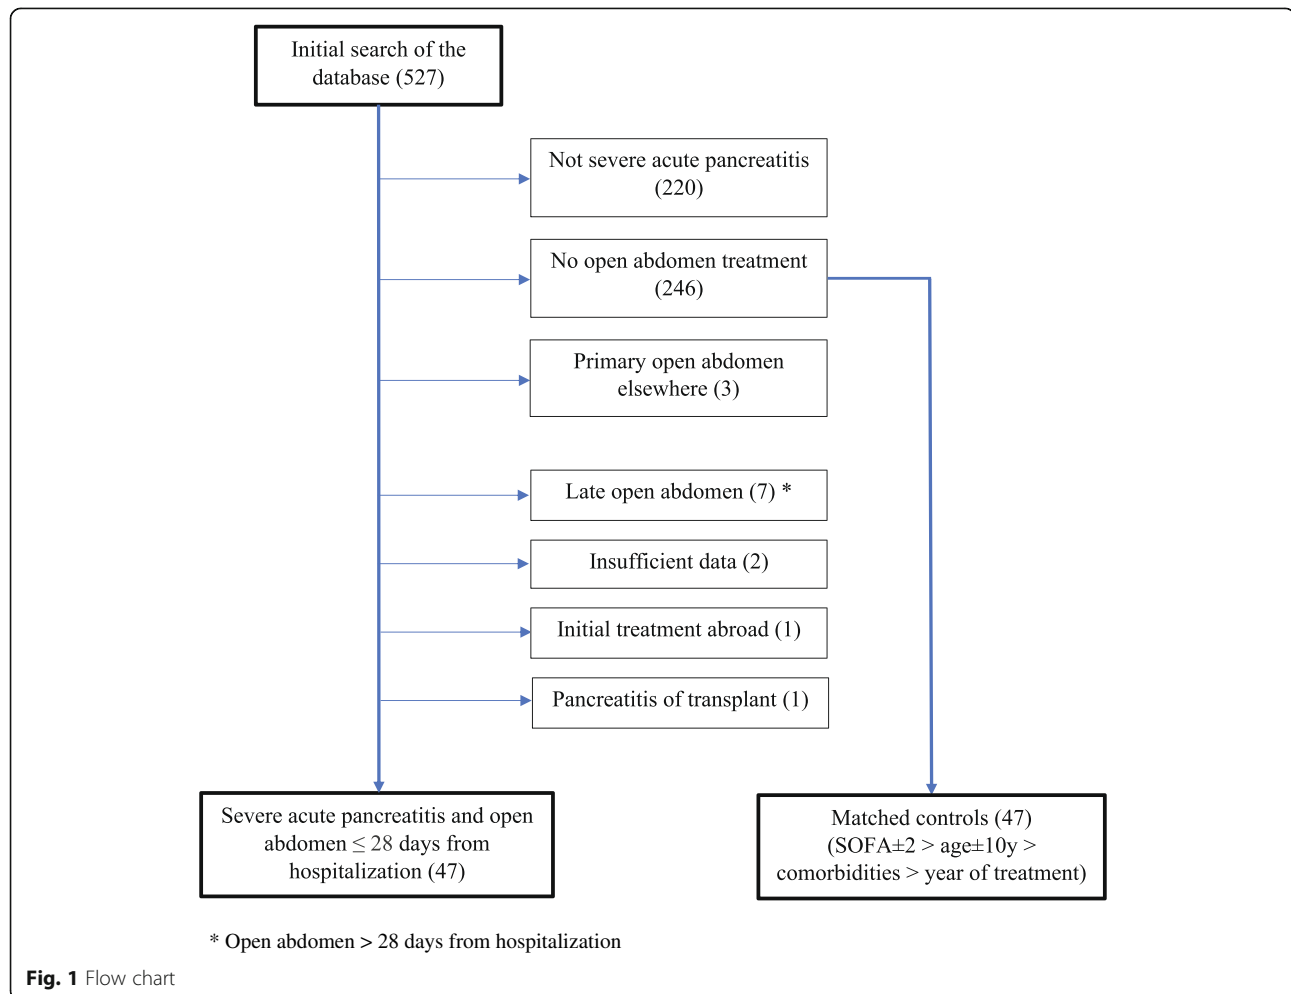 Initial search of the
database (527)
Not severe acute pancreatitis
(220)
No open abdomen treatment
(246)
Primary open abdomen
elsewhere (3)
Late open abdomen (7) *
Insufficient data (2)
Initial treatment abroad (1)
Pancreatitis of transplant (1)
Severe acute pancreatitis and open
abdomen ≤ 28 days from
hospitalization (47)
Matched controls (47)
(SOFA±2 > age±10y >
comorbidities > year of treatment)
* Open abdomen > 28 days from hospitalization
Fig. 1 Flow chart